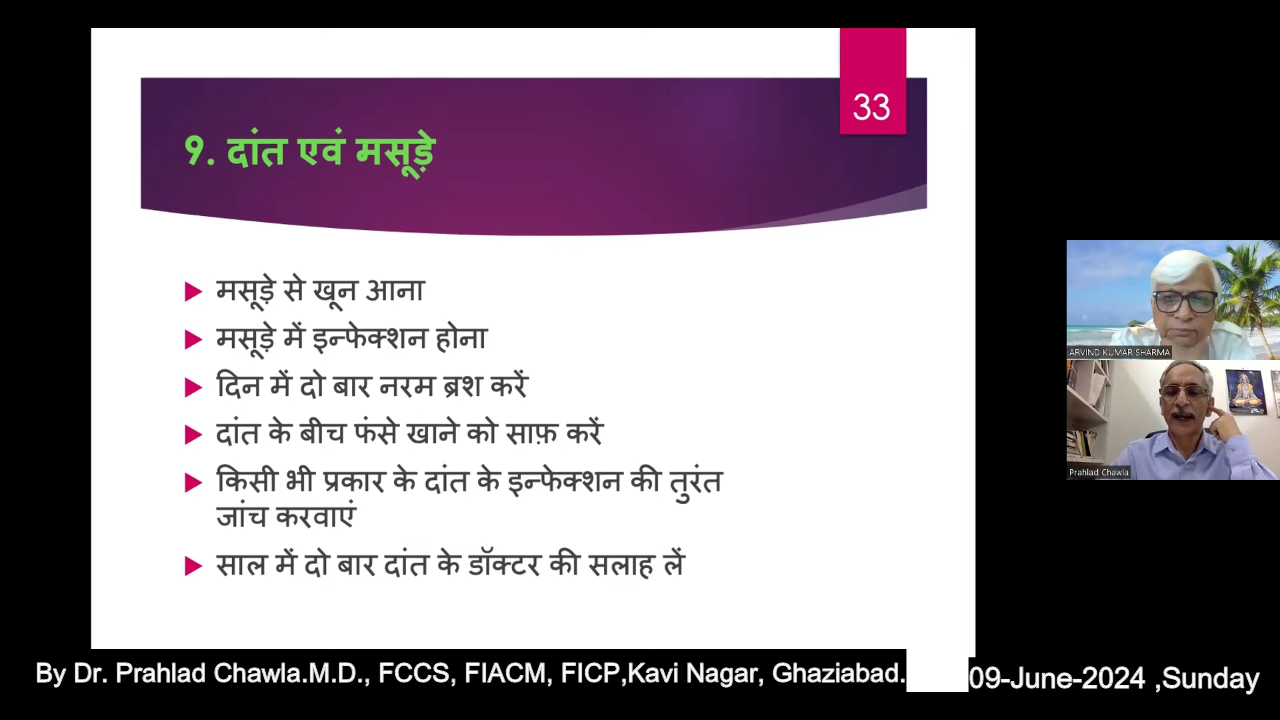 33
9. दांत एवं मसूड़े
मसूड़े से खून आना
मसूड़े में इन्फेक्शन होना
दिन में दो बार नरम ब्रश करें
दांत के बीच फंसे खाने को साफ़ करें
किसी भी प्रकार के दांत के इन्फेक्शन की तुरंत
जांच करवाएं
साल में दो बार दांत के डॉक्टर की सलाह लें
ARVIND KUMAR SHARMA
Prahlad Chawla
By Dr. Prahlad Chawla.M.D., FCCS, FIACM, FICP,Kavi Nagar, Ghaziabad.
09-June-2024 ,Sunday